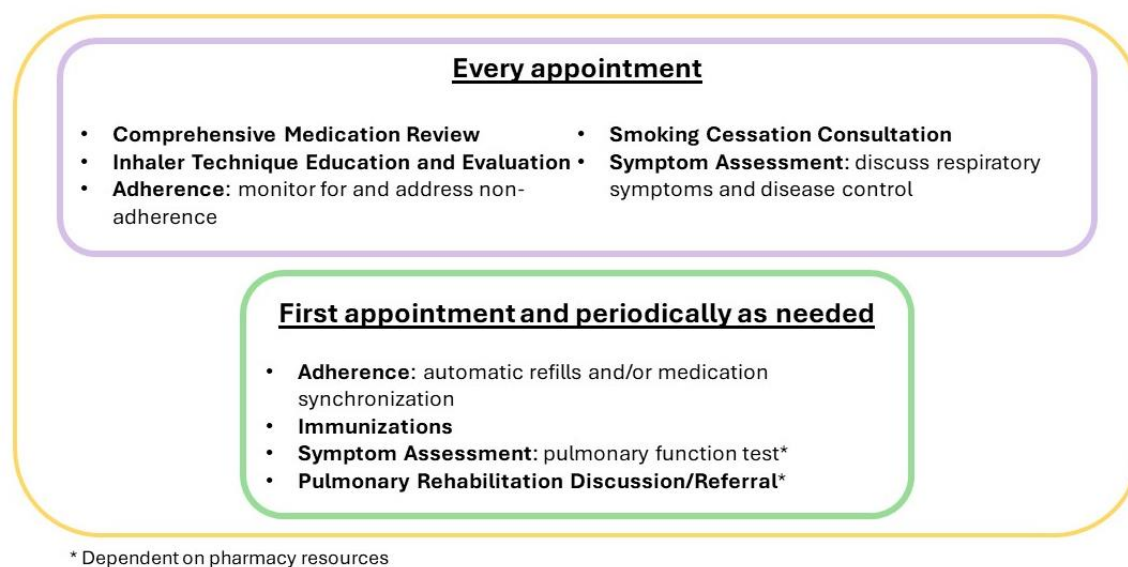 Every appointment
• Comprehensive Medication Review
• Inhaler Technique Education and Evaluation
• Adherence: monitor for and address non-
adherence
• Smoking Cessation Consultation
• Symptom Assessment: discuss respiratory
symptoms and disease control
First appointment and periodically as needed
• Adherence: automatic refills and/or medication
synchronization
• Immunizations
• Symptom Assessment: pulmonary function test*
• Pulmonary Rehabilitation Discussion/Referral*
* Dependent on pharmacy resources